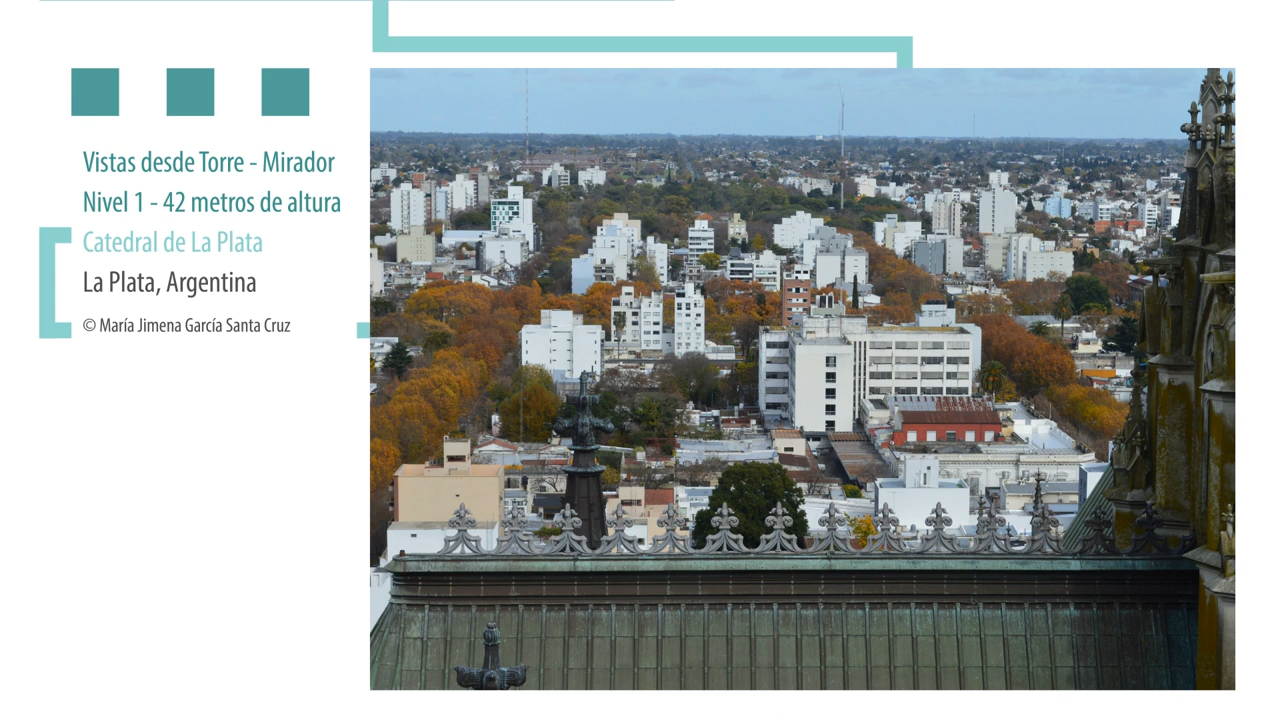 Vistas desde Torre - Mirador
Nivel 1 - 42 metros de altura
Catedral de La Plata
La Plata, Argentina
© María Jimena García Santa Cruz